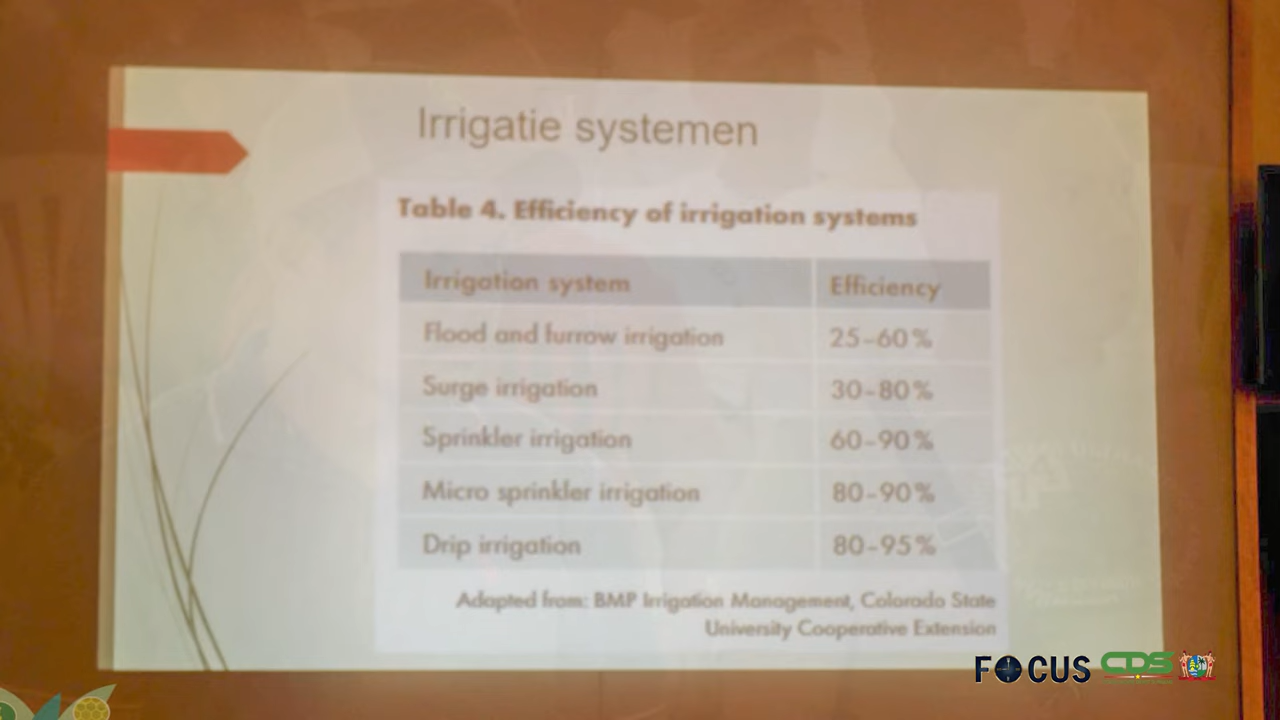 Irrigatie systemen
Table 4. Efficiency of irrigation systems
Irrigation system Efficiency
Flood and furrow irrigation 25-60%
Surge irrigation 30-80%
Sprinkler irrigation 60-90%
Micro sprinkler irrigation 80-90%
Drip irrigation 80-95%
Adapted from: BMP Irrigation Management, Colorado State
University Cooperative Extension
FOCUS CDS